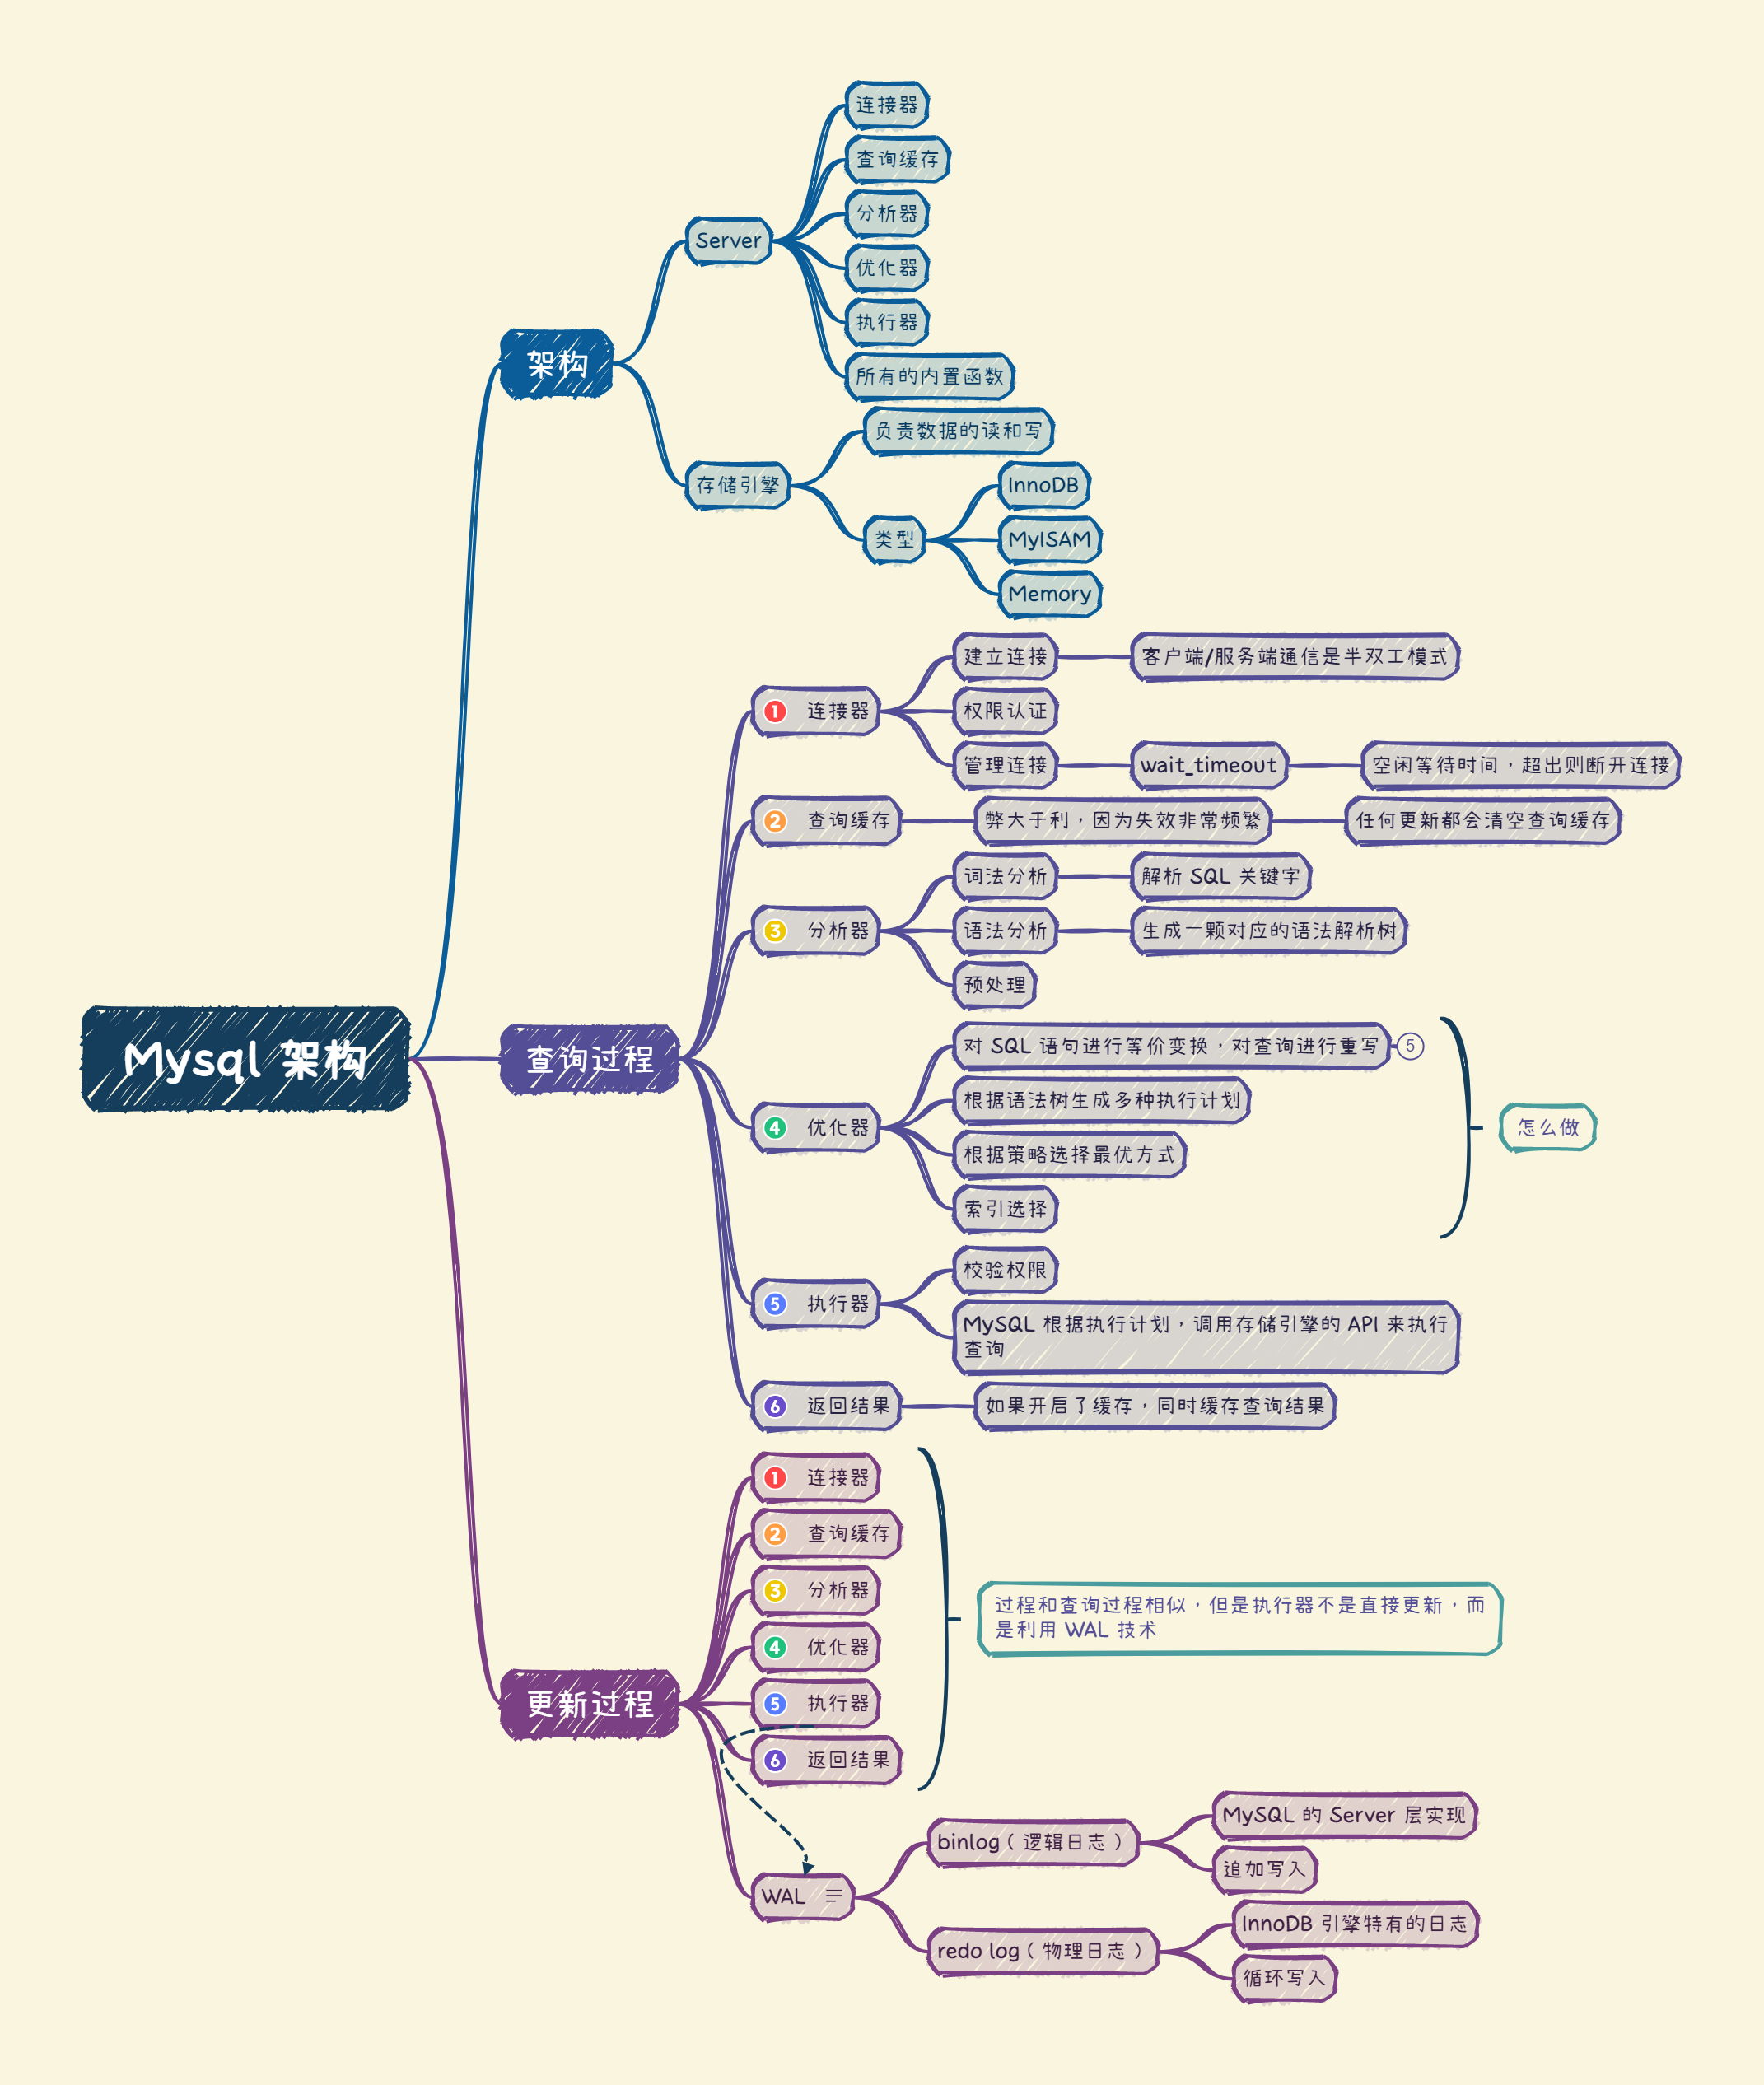 Mysql 架构
架构
Server
连接器
查询缓存
分析器
优化器
执行器
所有的内置函数
存储引擎
负责数据的读和写
类型
InnoDB
MyISAM
Memory
查询过程
1 连接器
建立连接
客户端/服务端通信是半双工模式
权限认证
管理连接
wait_timeout
空闲等待时间，超出则断开连接
2 查询缓存
弊大于利，因为失效非常频繁
任何更新都会清空查询缓存
3 分析器
词法分析
解析 SQL 关键字
语法分析
生成一颗对应的语法解析树
预处理
4 优化器
对 SQL 语句进行等价变换，对查询进行重写
5
根据语法树生成多种执行计划
根据策略选择最优方式
索引选择
怎么做
5 执行器
校验权限
MySQL 根据执行计划，调用存储引擎的 API 来执行
查询
6 返回结果
如果开启了缓存，同时缓存查询结果
更新过程
1 连接器
2 查询缓存
3 分析器
4 优化器
5 执行器
6 返回结果
过程和查询过程相似，但是执行器不是直接更新，而
是利用 WAL 技术
WAL
binlog（逻辑日志）
MySQL 的 Server 层实现
追加写入
redo log（物理日志）
InnoDB 引擎特有的日志
循环写入